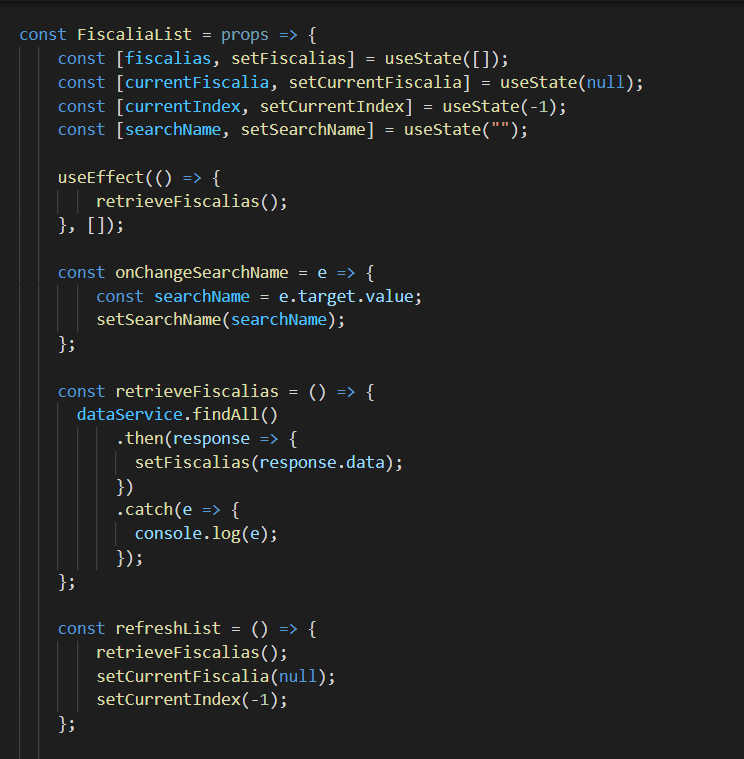 const FiscaliaList = props => {
const [fiscalias, setFiscalias] = useState([]);
const [currentFiscalia, setCurrentFiscalia] = useState(null);
const [currentIndex, setCurrentIndex] = useState(-1);
const [searchName, setSearchName] = useState("");
useEffect(() => {
retrieveFiscalias();
}, []);
const onChangeSearchName = e => {
const searchName = e.target.value;
setSearchName(searchName);
};
const retrieveFiscalias = () => {
dataService.findAll()
.then(response => {
setFiscalias(response.data);
})
.catch(e => {
console.log(e);
});
};
const refreshList = () => {
retrieveFiscalias();
setCurrentFiscalia(null);
setCurrentIndex(-1);
};